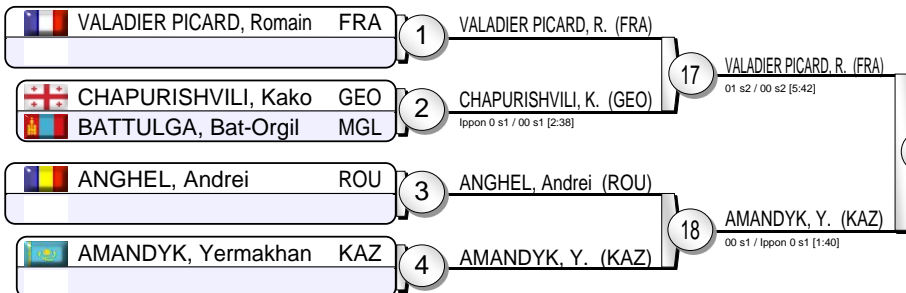 VALADIER PICARD, Romain FRA
1
VALADIER PICARD, R. (FRA)
17
VALADIER PICARD, R. (FRA)
01 s2 / 00 s2 [5:42]
CHAPURISHVILI, Kako GEO
BATTULGA, Bat-Orgil MGL
2
CHAPURISHVILI, K. (GEO)
Ippon 0 s1 / 00 s1 [2:38]
ANGHEL, Andrei ROU
3
ANGHEL, Andrei (ROU)
18
AMANDYK, Y. (KAZ)
00 s1 / Ippon 0 s1 [1:40]
AMANDYK, Yermakhan KAZ
4
AMANDYK, Y. (KAZ)